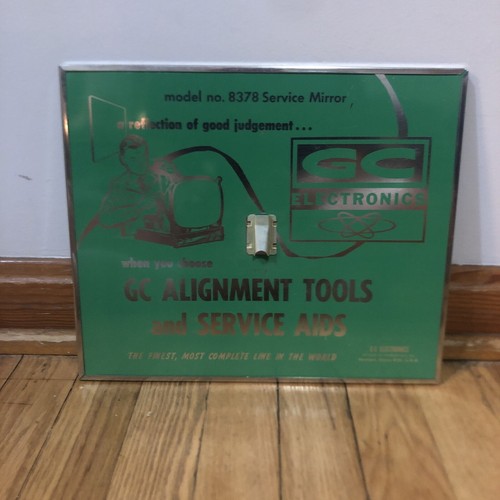 model no. 8378 Service Mirror
a reflection of good judgement...
GC
ELECTRONICS
when you choose
GC ALIGNMENT TOOLS
and SERVICE AIDS
THE FINEST, MOST COMPLETE LINE IN THE WORLD